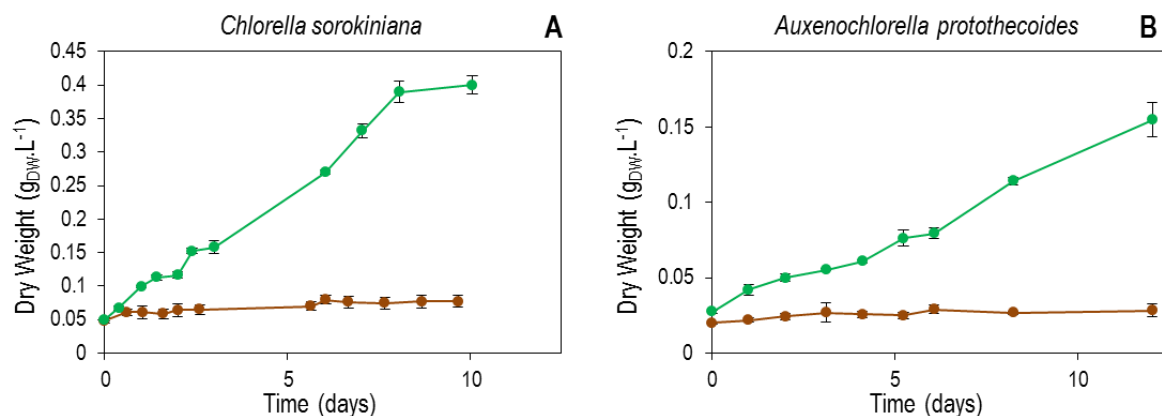 Chlorella sorokiniana A
0.45
0.4
0.35
0.3
0.25
0.2
0.15
0.1
0.05
0
0 5 10
Dry Weight (gDW.L-1)
Time (days)
Auxenochlorella protothecoides B
0.2
0.15
0.1
0.05
0
0 5 10
Dry Weight (gDW.L-1)
Time (days)